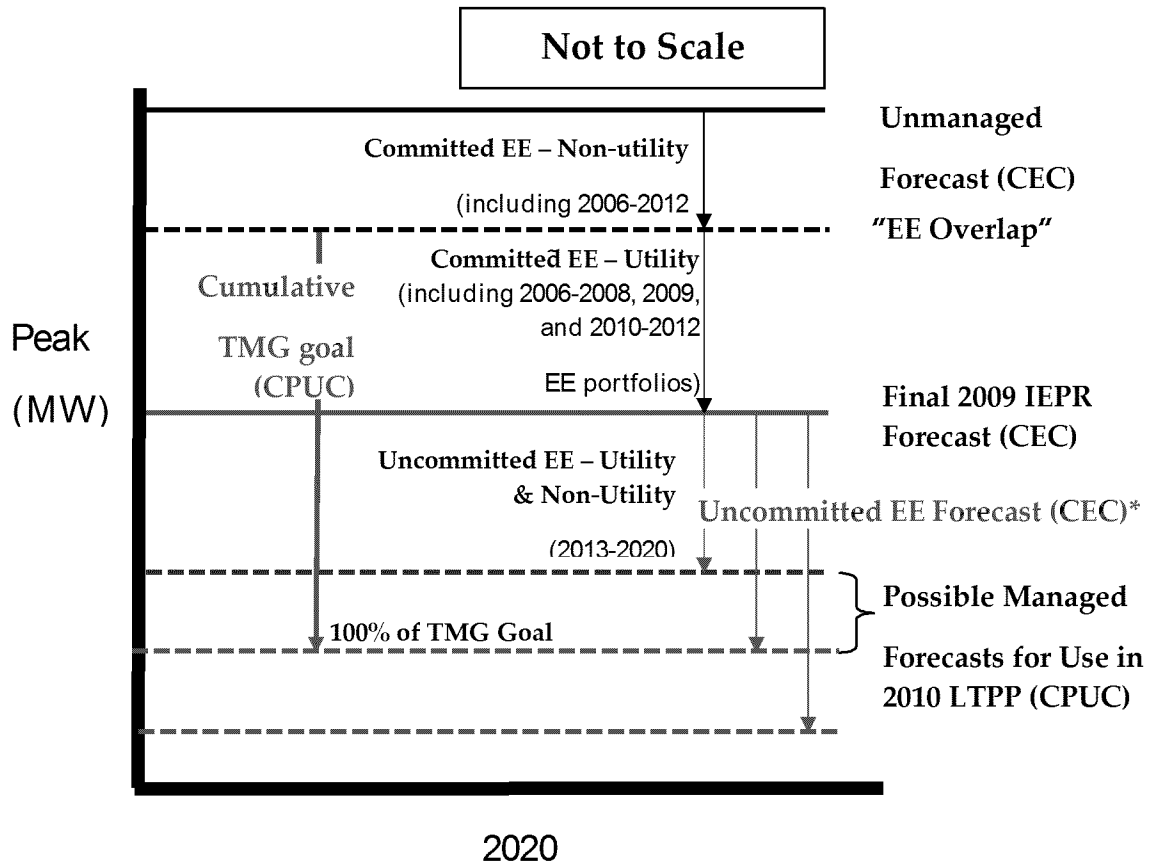 Not to Scale
Unmanaged
Forecast (CEC)
Committed EE – Non-utility
(including 2006-2012
”EE Overlap”
Committed EE – Utility
(including 2006-2008, 2009,
and 2010-2012
EE portfolios)
Cumulative
TMG goal
(CPUC)
Peak
(MW)
Final 2009 IEPR
Forecast (CEC)
Uncommitted EE – Utility
& Non-Utility
(2013-2020)
Uncommitted EE Forecast (CEC)*
100% of TMG Goal
Possible Managed
Forecasts for Use in
2010 LTPP (CPUC)
2020